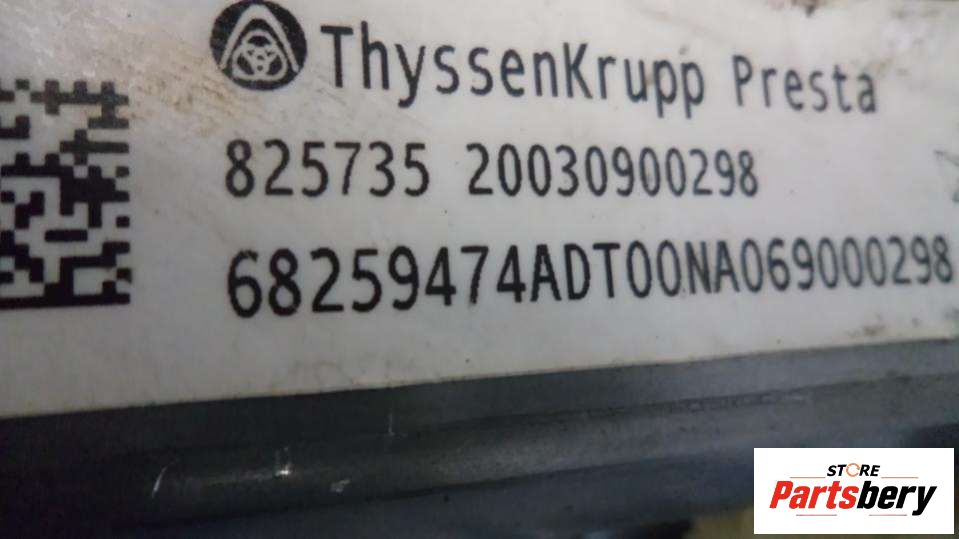 ThyssenKrupp Presta
825735 20030900298
68259474ADT00NA069000298
STORE
Partsbery